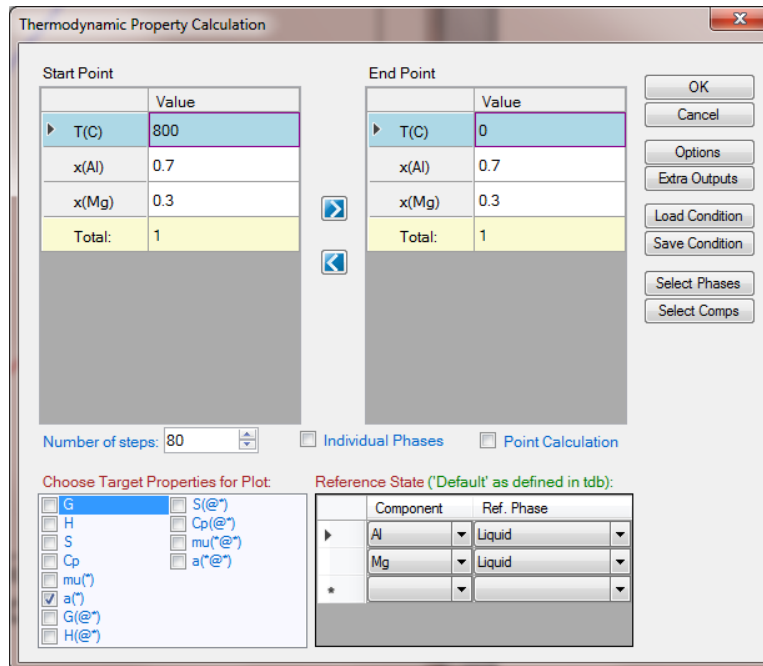 Thermodynamic Property Calculation
Start Point
End Point
Value
T(C) 800
x(Al) 0.7
x(Mg) 0.3
Total: 1
Value
T(C) 0
x(Al) 0.7
x(Mg) 0.3
Total: 1
OK
Cancel
Options
Extra Outputs
Load Condition
Save Condition
Select Phases
Select Comps
Number of steps: 80
Individual Phases
Point Calculation
Choose Target Properties for Plot:
G
H
S
Cp
mu(*)
a(*)
G(@*)
H(@*)
S(@*)
Cp(@*)
mu(*@*)
a(*@*)
Reference State ('Default' as defined in tdb):
Component Ref. Phase
Al Liquid
Mg Liquid
*